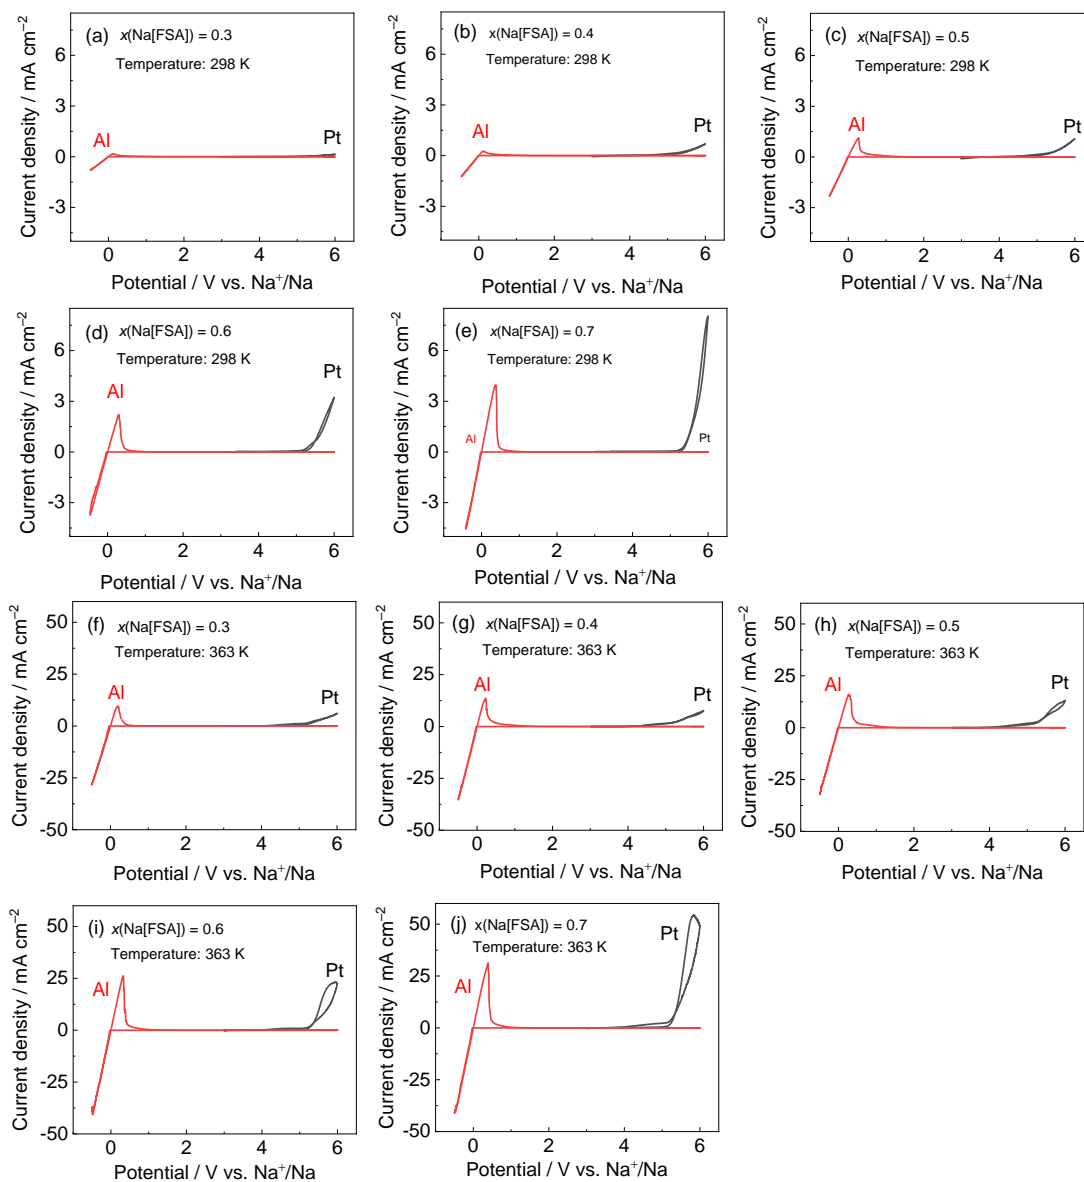 (a) x(Na[FSA]) = 0.3
Temperature: 298 K
Al
Pt
6
3
0
-3
0 2 4 6
Current density / mA cm⁻²
Potential / V vs. Na⁺/Na
(b) x(Na[FSA]) = 0.4
Temperature: 298 K
Al
Pt
6
3
0
-3
0 2 4 6
Current density / mA cm⁻²
Potential / V vs. Na⁺/Na
(c) x(Na[FSA]) = 0.5
Temperature: 298 K
Al
Pt
6
3
0
-3
0 2 4 6
Current density / mA cm⁻²
Potential / V vs. Na⁺/Na
(d) x(Na[FSA]) = 0.6
Temperature: 298 K
Al
Pt
6
3
0
-3
0 2 4 6
Current density / mA cm⁻²
Potential / V vs. Na⁺/Na
(e) x(Na[FSA]) = 0.7
Temperature: 298 K
Al
Pt
6
3
0
-3
0 2 4 6
Current density / mA cm⁻²
Potential / V vs. Na⁺/Na
(f) x(Na[FSA]) = 0.3
Temperature: 363 K
Al
Pt
50
25
0
-25
-50
0 2 4 6
Current density / mA cm⁻²
Potential / V vs. Na⁺/Na
(g) x(Na[FSA]) = 0.4
Temperature: 363 K
Al
Pt
50
25
0
-25
-50
0 2 4 6
Current density / mA cm⁻²
Potential / V vs. Na⁺/Na
(h) x(Na[FSA]) = 0.5
Temperature: 363 K
Al
Pt
50
25
0
-25
-50
0 2 4 6
Current density / mA cm⁻²
Potential / V vs. Na⁺/Na
(i) x(Na[FSA]) = 0.6
Temperature: 363 K
Al
Pt
50
25
0
-25
-50
0 2 4 6
Current density / mA cm⁻²
Potential / V vs. Na⁺/Na
(j) x(Na[FSA]) = 0.7
Temperature: 363 K
Al
Pt
50
25
0
-25
-50
0 2 4 6
Current density / mA cm⁻²
Potential / V vs. Na⁺/Na